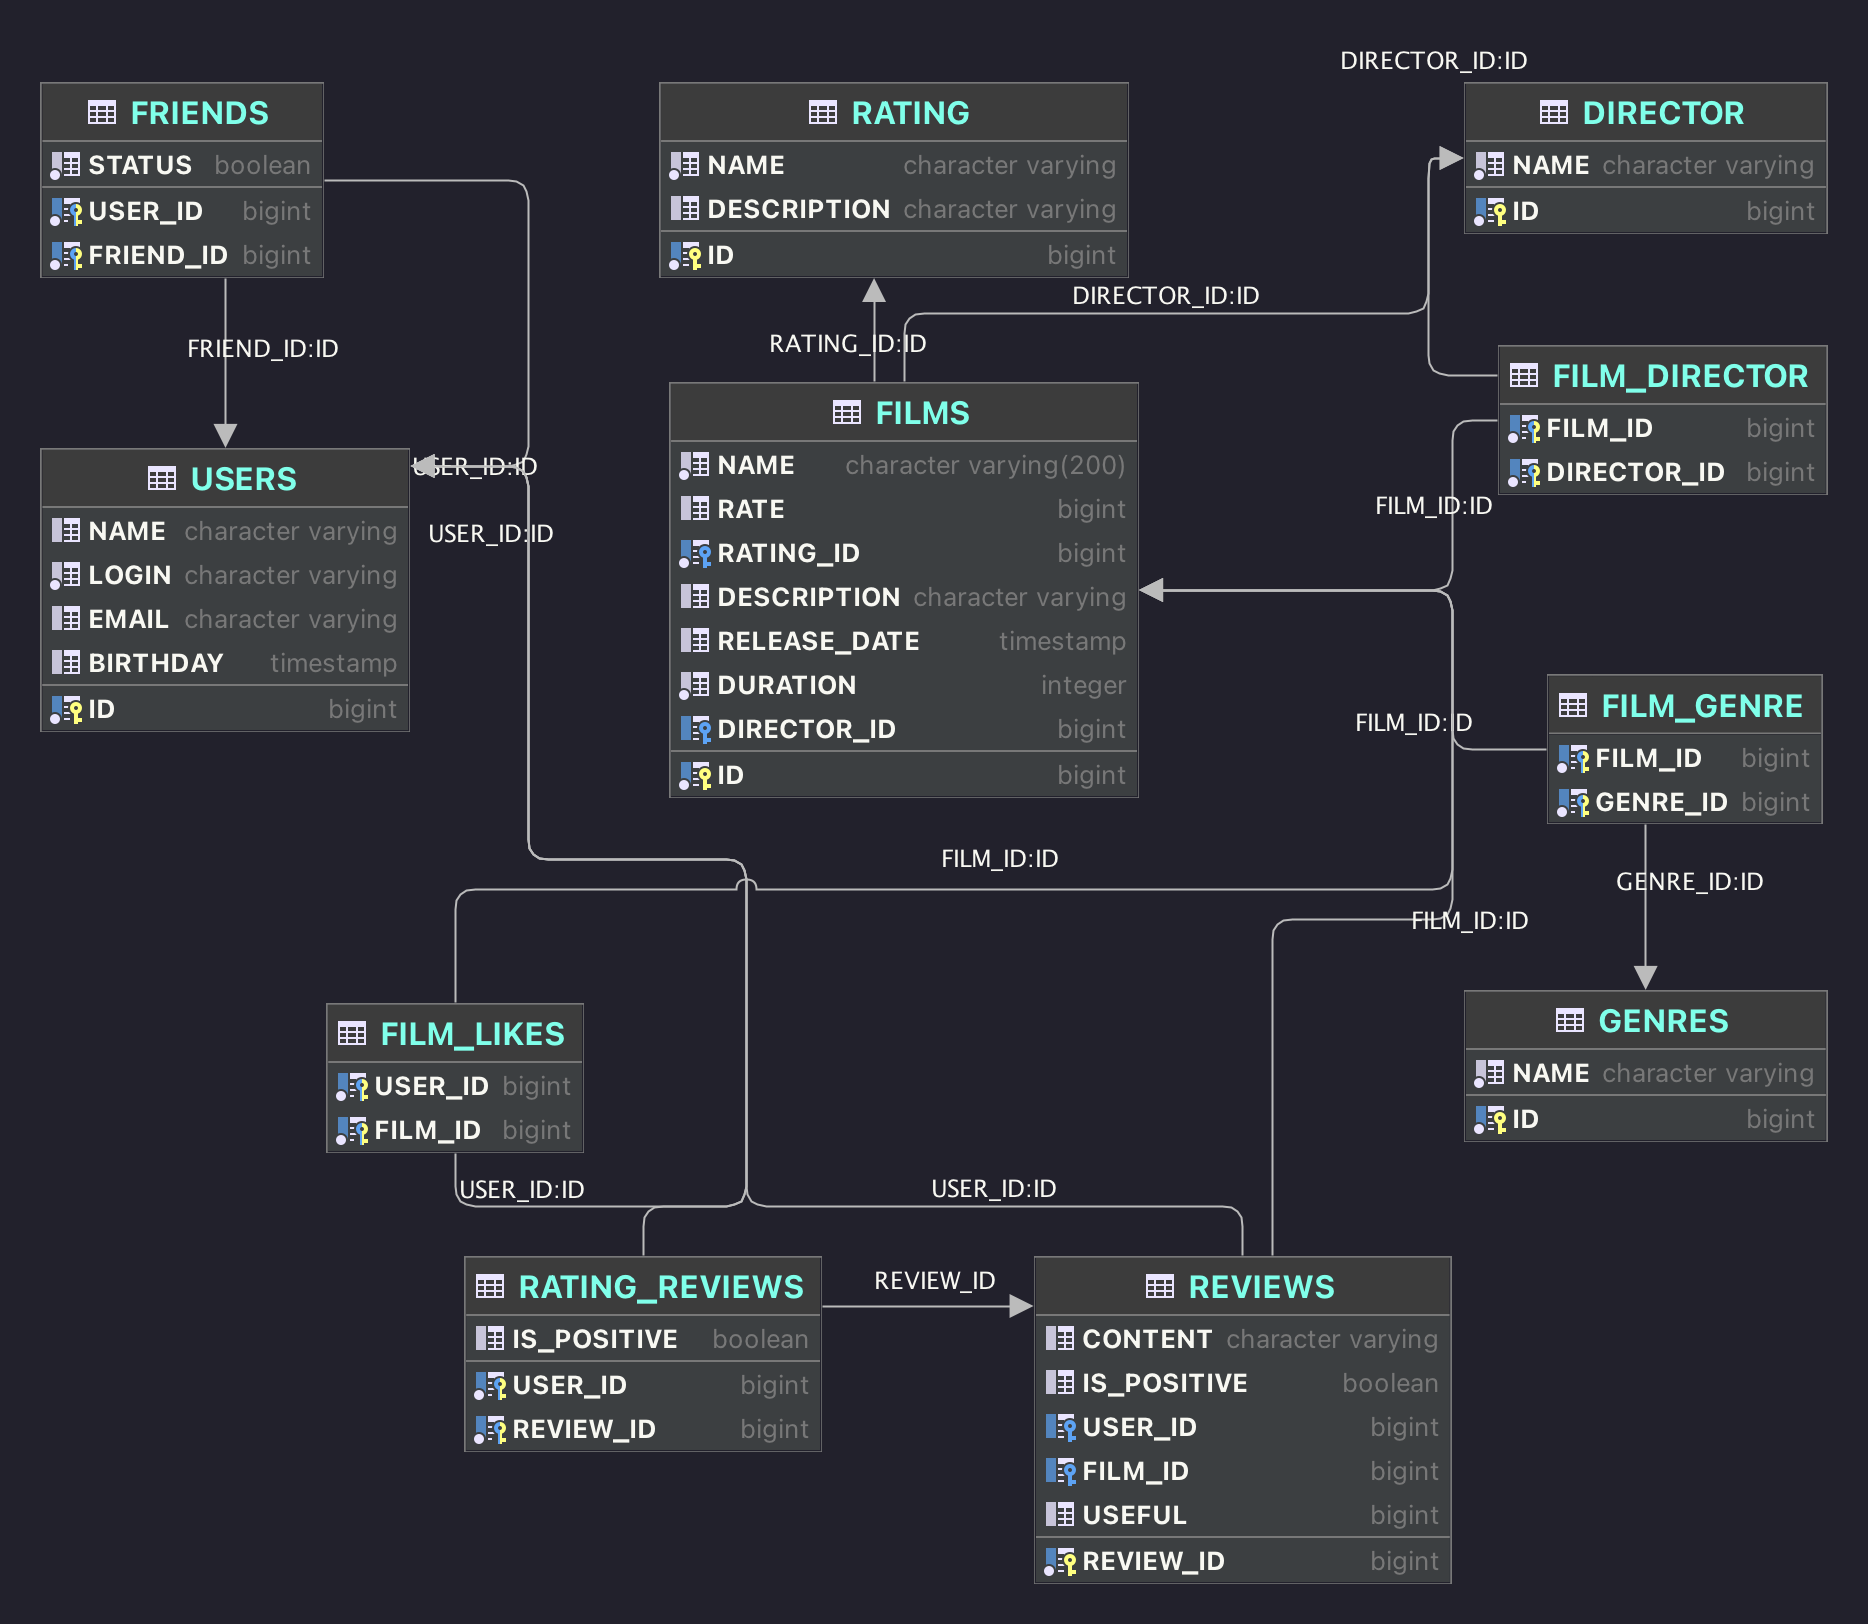 DIRECTOR_ID:ID
FRIENDS
STATUS boolean
USER_ID bigint
FRIEND_ID bigint
RATING
NAME character varying
DESCRIPTION character varying
ID bigint
DIRECTOR
NAME character varying
ID bigint
DIRECTOR_ID:ID
RATING_ID:ID
FRIEND_ID:ID
FILM_DIRECTOR
FILM_ID bigint
DIRECTOR_ID bigint
FILMS
NAME character varying(200)
RATE bigint
RATING_ID bigint
DESCRIPTION character varying
RELEASE_DATE timestamp
DURATION integer
DIRECTOR_ID bigint
ID bigint
USERS
NAME character varying
LOGIN character varying
EMAIL character varying
BIRTHDAY timestamp
ID bigint
USER_ID:ID
USER_ID:ID
FILM_ID:ID
FILM_ID:ID
FILM_GENRE
FILM_ID bigint
GENRE_ID bigint
FILM_ID:ID
GENRE_ID:ID
FILM_ID:ID
FILM_LIKES
USER_ID bigint
FILM_ID bigint
GENRES
NAME character varying
ID bigint
USER_ID:ID
USER_ID:ID
REVIEW_ID
RATING_REVIEWS
IS_POSITIVE boolean
USER_ID bigint
REVIEW_ID bigint
REVIEWS
CONTENT character varying
IS_POSITIVE boolean
USER_ID bigint
FILM_ID bigint
USEFUL bigint
REVIEW_ID bigint